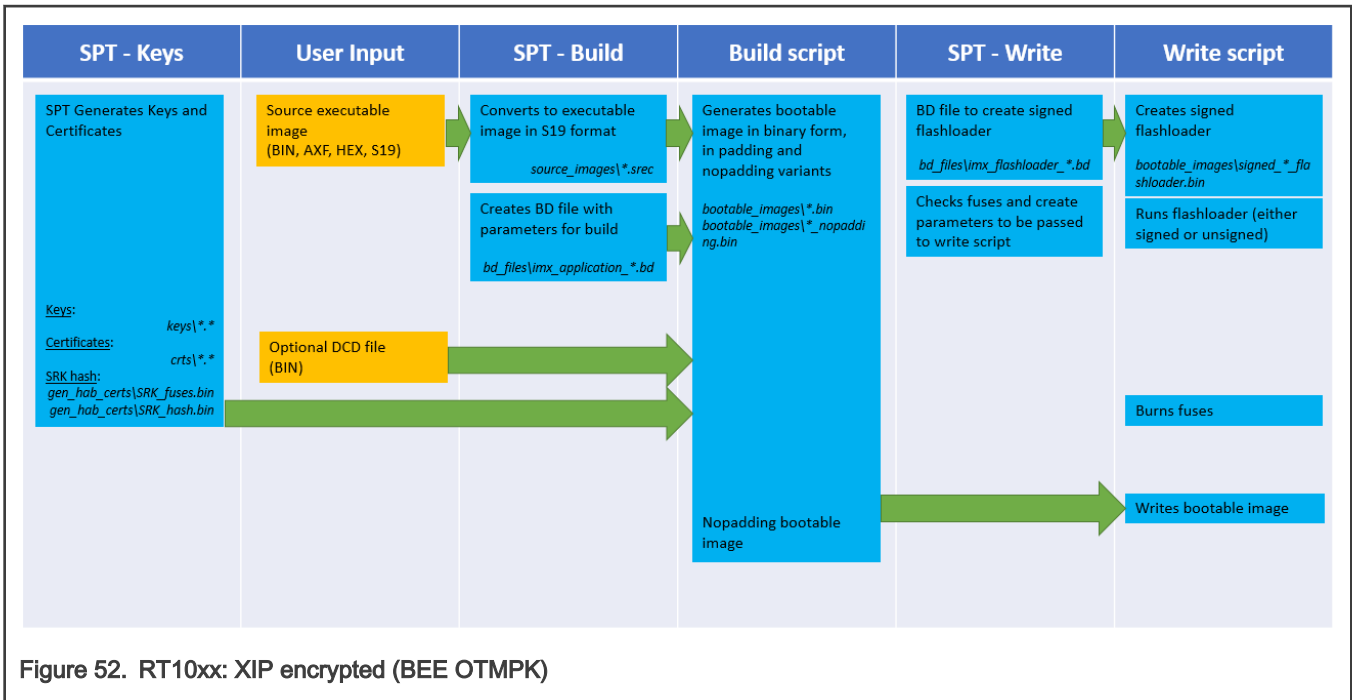 SPT - Keys
User Input
SPT - Build
Build script
SPT - Write
Write script
SPT Generates Keys and
Certificates
Keys:
keys\*.*
Certificates:
crts\*.*
SRK hash:
gen_hab_certs\SRK_fuses.bin
gen_hab_certs\SRK_hash.bin
Source executable
image
(BIN, AXF, HEX, S19)
Optional DCD file
(BIN)
Converts to executable
image in S19 format
source_images\*.srec
Creates BD file with
parameters for build
bd_files\imx_application_*.bd
Generates bootable
image in binary form,
in padding and
nopadding variants
bootable_images\*.bin
bootable_images\*_nopaddi
ng.bin
Nopadding bootable
image
BD file to create signed
flashloader
bd_files\imx_flashloader_*.bd
Checks fuses and create
parameters to be passed
to write script
Creates signed
flashloader
bootable_images\signed_*_fla
shloader.bin
Runs flashloader (either
signed or unsigned)
Burns fuses
Writes bootable image
Figure 52. RT10xx: XIP encrypted (BEE OTMPK)